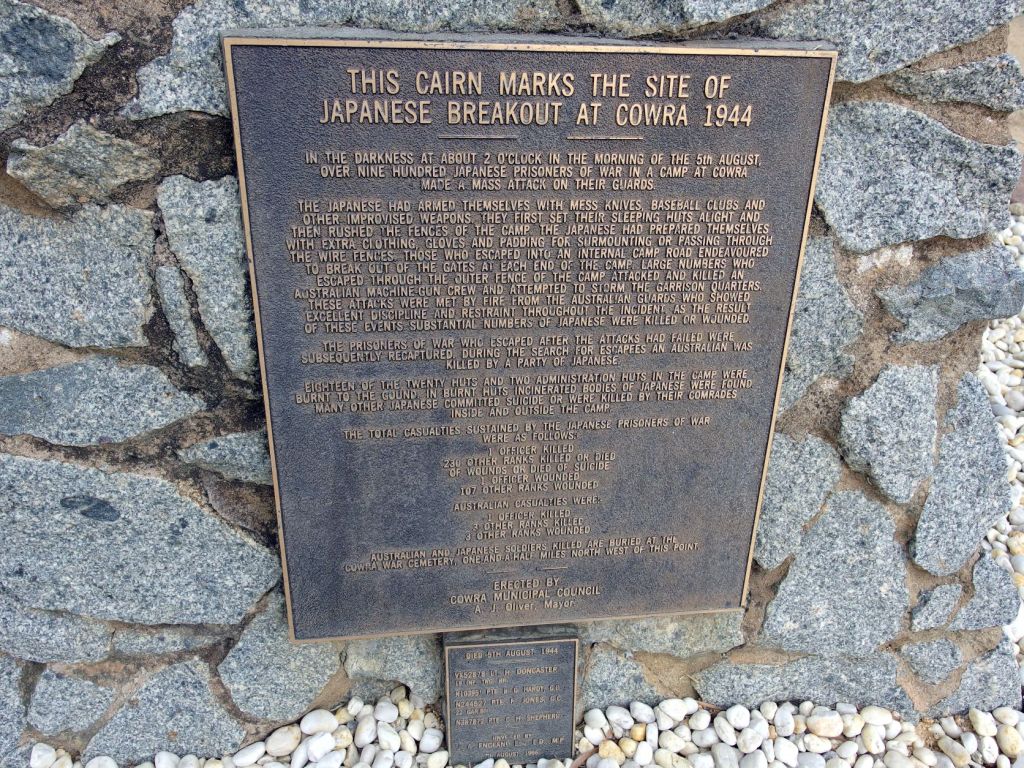 THIS CAIRN MARKS THE SITE OF
JAPANESE BREAKOUT AT COWRA 1944
IN THE DARKNESS AT ABOUT 2 O'CLOCK IN THE MORNING OF THE 5th AUGUST,
OVER NINE HUNDRED JAPANESE PRISONERS OF WAR IN A CAMP AT COWRA
MADE A MASS ATTACK ON THEIR GUARDS.
THE JAPANESE HAD ARMED THEMSELVES WITH MESS KNIVES, BASEBALL CLUBS AND
OTHER IMPROVISED WEAPONS. THEY FIRST SET THEIR SLEEPING HUTS ALIGHT AND
THEN RUSHED THE FENCES OF THE CAMP. THE JAPANESE HAD PREPARED THEMSELVES
WITH EXTRA CLOTHING, GLOVES AND PADDING FOR SURMOUNTING OR PASSING THROUGH
THE WIRE FENCES. THOSE WHO ESCAPED INTO AN INTERNAL CAMP ROAD ENDEAVOURED
TO BREAK OUT OF THE GATES AT EACH END OF THE CAMP. LARGE NUMBERS WHO
ESCAPED THROUGH THE OUTER FENCE OF THE CAMP ATTACKED AND KILLED AN
AUSTRALIAN MACHINE-GUN CREW AND ATTEMPTED TO STORM THE GARRISON QUARTERS.
THESE ATTACKS WERE MET BY FIRE FROM THE AUSTRALIAN GUARDS WHO SHOWED
EXCELLENT DISCIPLINE AND RESTRAINT THROUGHOUT THE INCIDENT. AS THE RESULT
OF THESE EVENTS SUBSTANTIAL NUMBERS OF JAPANESE WERE KILLED OR WOUNDED.
THE PRISONERS OF WAR WHO ESCAPED AFTER THE ATTACKS HAD FAILED WERE
SUBSEQUENTLY RECAPTURED. DURING THE SEARCH FOR ESCAPEES AN AUSTRALIAN WAS
KILLED BY A PARTY OF JAPANESE.
EIGHTEEN OF THE TWENTY HUTS AND TWO ADMINISTRATION HUTS IN THE CAMP WERE
BURNT TO THE GOUND. IN BURNT HUTS INCINERATED BODIES OF JAPANESE WERE FOUND.
MANY OTHER JAPANESE COMMITTED SUICIDE OR WERE KILLED BY THEIR COMRADES
INSIDE AND OUTSIDE THE CAMP.
THE TOTAL CASUALTIES SUSTAINED BY THE JAPANESE PRISONERS OF WAR
WERE AS FOLLOWS:
1 OFFICER KILLED
230 OTHER RANKS KILLED OR DIED
OF WOUNDS OR DIED OF SUICIDE
1 OFFICER WOUNDED
107 OTHER RANKS WOUNDED
AUSTRALIAN CASUALTIES WERE:
1 OFFICER KILLED
3 OTHER RANKS KILLED
3 OTHER RANKS WOUNDED
AUSTRALIAN AND JAPANESE SOLDIERS KILLED ARE BURIED AT THE
COWRA WAR CEMETERY, ONE-AND-A-HALF MILES NORTH WEST OF THIS POINT.
ERECTED BY
COWRA MUNICIPAL COUNCIL
A. J. Oliver, Mayor.
DIED 5TH AUGUST 1944
VX52878 LT H. DONCASTER
PTE B. G. HARDY, G.C.
PTE JONES, G.C.
PTE C. H. SHEPHERD
ENGLAND
AUGUST